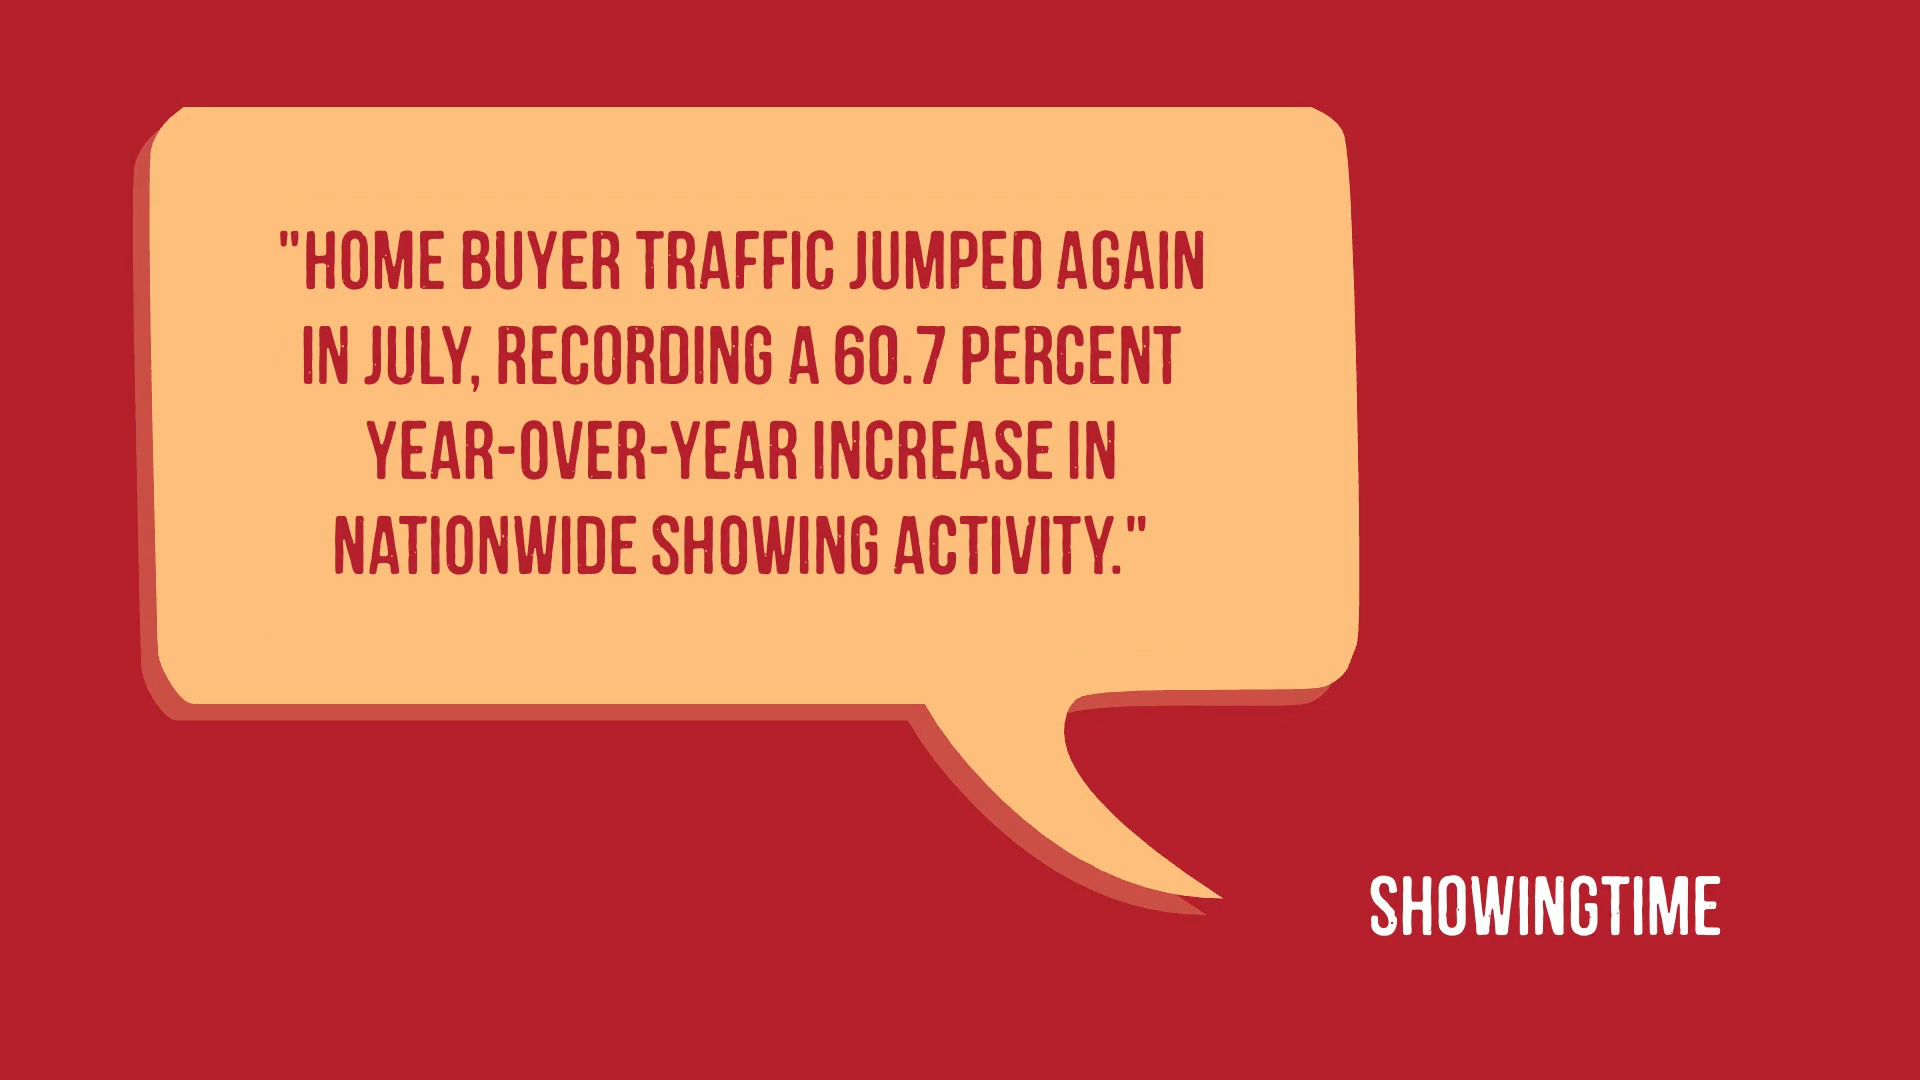 "HOME BUYER TRAFFIC JUMPED AGAIN
IN JULY, RECORDING A 60.7 PERCENT
YEAR-OVER-YEAR INCREASE IN
NATIONWIDE SHOWING ACTIVITY."
SHOWINGTIME